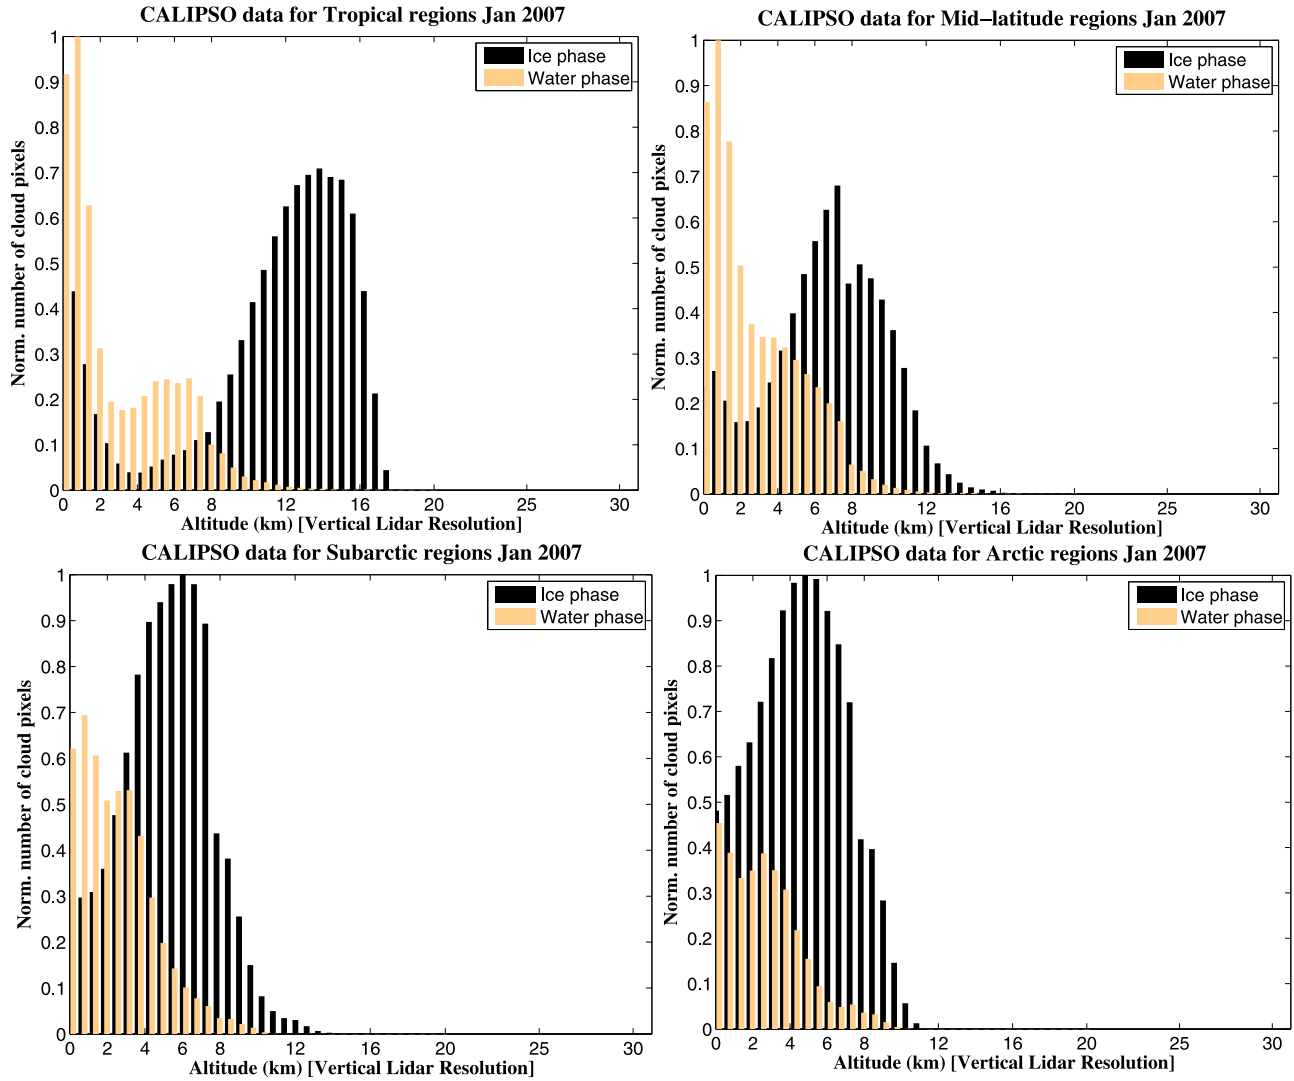 CALIPSO data for Tropical regions Jan 2007
1
0.9
0.8
0.7
0.6
0.5
0.4
0.3
0.2
0.1
0
Norm. number of cloud pixels
Ice phase
Water phase
0 2 4 6 8 12 16 20 25 30
Altitude (km) [Vertical Lidar Resolution]
CALIPSO data for Mid−latitude regions Jan 2007
1
0.9
0.8
0.7
0.6
0.5
0.4
0.3
0.2
0.1
0
Norm. number of cloud pixels
Ice phase
Water phase
0 2 4 6 8 12 16 20 25 30
Altitude (km) [Vertical Lidar Resolution]
CALIPSO data for Subarctic regions Jan 2007
1
0.9
0.8
0.7
0.6
0.5
0.4
0.3
0.2
0.1
0
Norm. number of cloud pixels
Ice phase
Water phase
0 2 4 6 8 12 16 20 25 30
Altitude (km) [Vertical Lidar Resolution]
CALIPSO data for Arctic regions Jan 2007
1
0.9
0.8
0.7
0.6
0.5
0.4
0.3
0.2
0.1
0
Norm. number of cloud pixels
Ice phase
Water phase
0 2 4 6 8 12 16 20 25 30
Altitude (km) [Vertical Lidar Resolution]